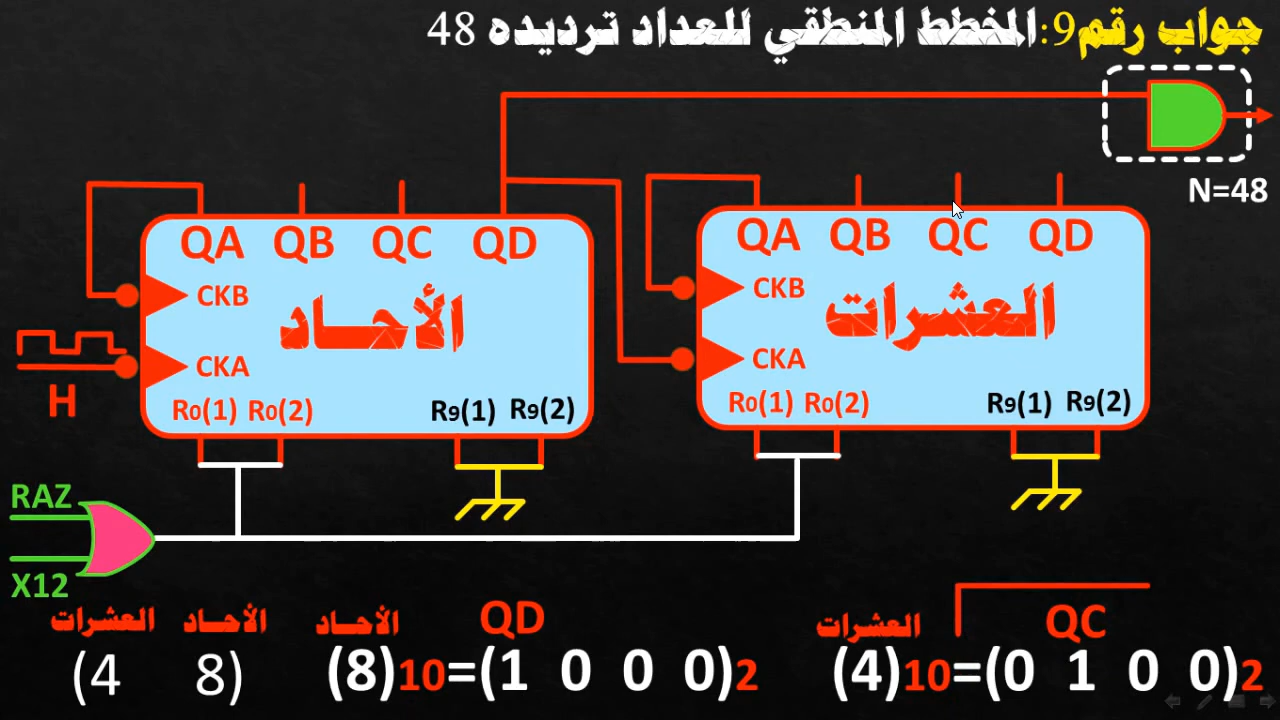 جواب رقم9:المخطط المنطقي للعداد ترديده 48
N=48
QA QB QC QD
QA QB QC QD
CKB
الأحـــاد
CKA
H
R0(1) R0(2) R9(1) R9(2)
CKB
العشرات
CKA
R0(1) R0(2) R9(1) R9(2)
RAZ
X12
العشرات الأحـــاد
(4 8)
الأحـــاد QD
(8)10=(1 0 0 0)2
العشرات QC
(4)10=(0 1 0 0)2